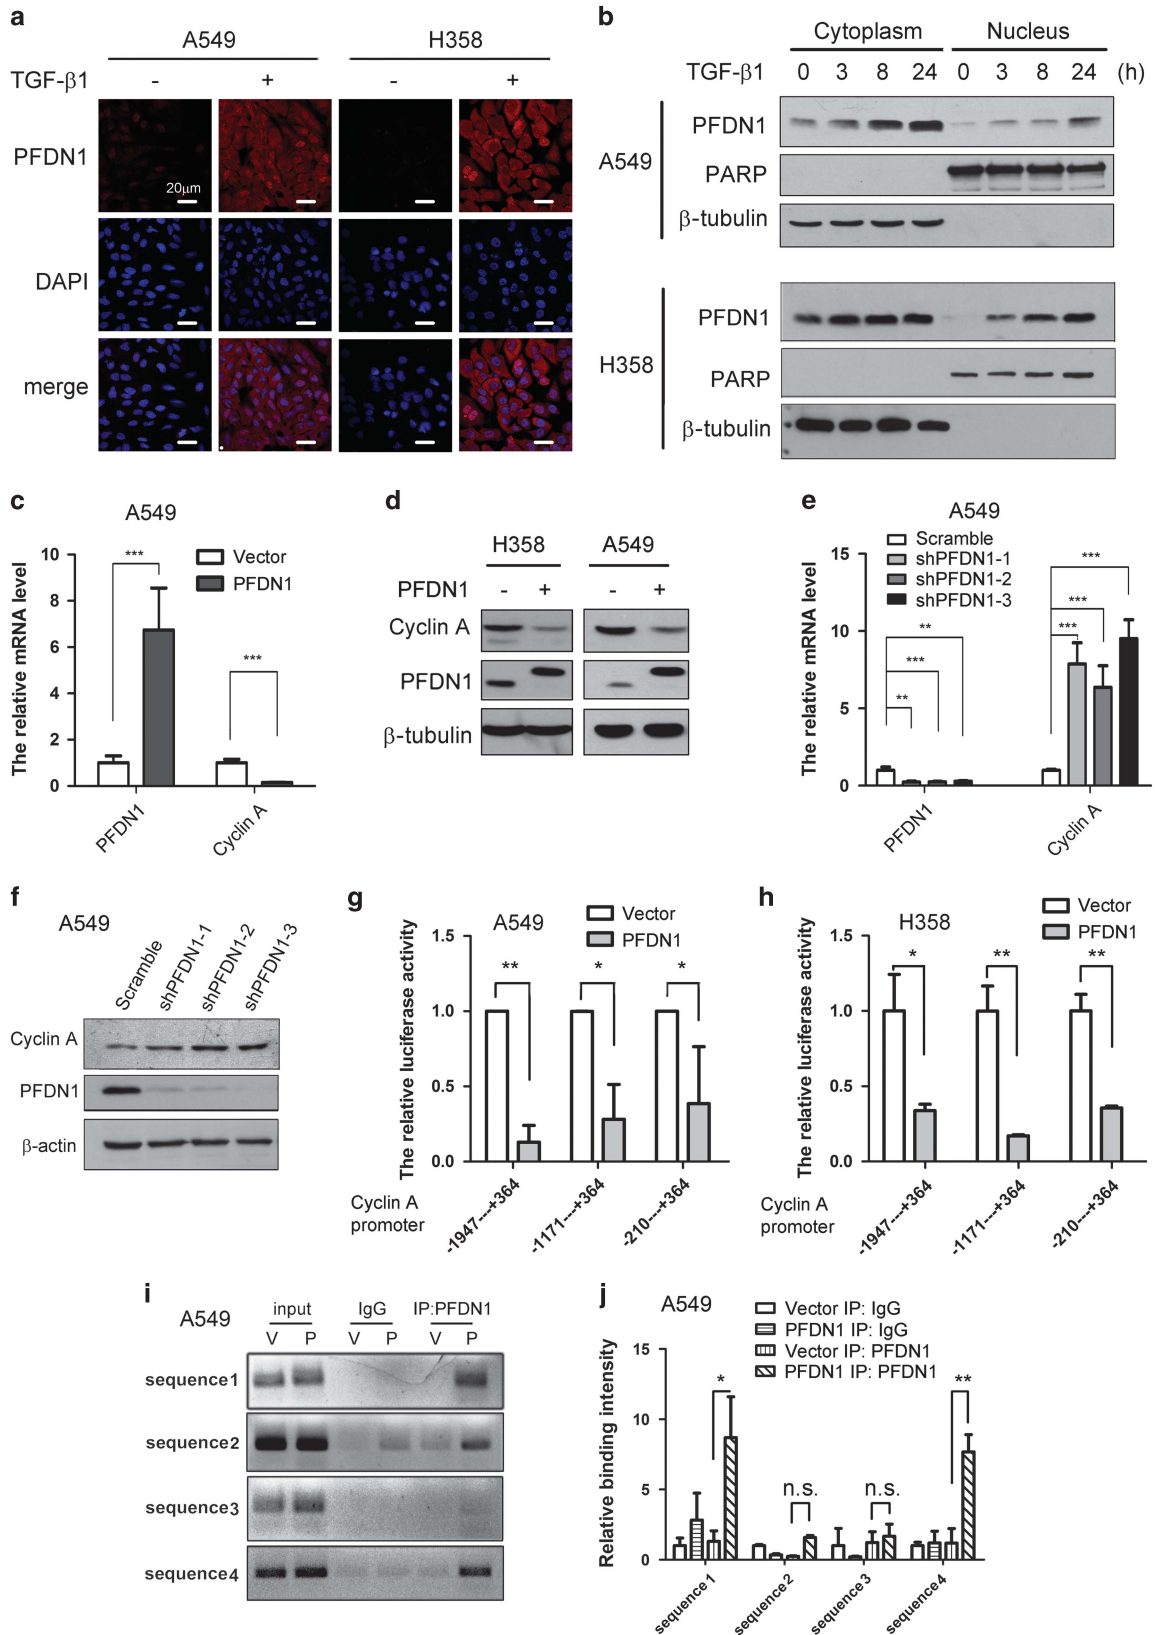 a
A549 H358
TGF-β1 - + - +
PFDN1
20μm
DAPI
merge
b
Cytoplasm Nucleus
TGF-β1 0 3 8 24 0 3 8 24 (h)
A549
PFDN1
PARP
β-tubulin
H358
PFDN1
PARP
β-tubulin
c
A549
The relative mRNA level
10
8
6
4
2
0
***
***
Vector
PFDN1
PFDN1 Cyclin A
d
H358 A549
PFDN1 - + - +
Cyclin A
PFDN1
β-tubulin
e
A549
The relative mRNA level
15
10
5
0
Scramble
shPFDN1-1
shPFDN1-2
shPFDN1-3
**
***
**
***
***
***
PFDN1 Cyclin A
f
A549
Scramble shPFDN1-1 shPFDN1-2 shPFDN1-3
Cyclin A
PFDN1
β-actin
g
A549
Vector
PFDN1
The relative luciferase activity
1.5
1.0
0.5
0.0
** * *
Cyclin A
promoter
-1947---+364 -1171---+364 -210---+364
h
H358
Vector
PFDN1
The relative luciferase activity
1.5
1.0
0.5
0.0
* ** **
Cyclin A
promoter
-1947---+364 -1171---+364 -210---+364
i
A549
input IgG IP:PFDN1
V P V P V P
sequence1
sequence2
sequence3
sequence4
j
A549
Vector IP: IgG
PFDN1 IP: IgG
Vector IP: PFDN1
PFDN1 IP: PFDN1
Relative binding intensity
15
10
5
0
* n.s. n.s. **
sequence1 sequence2 sequence3 sequence4